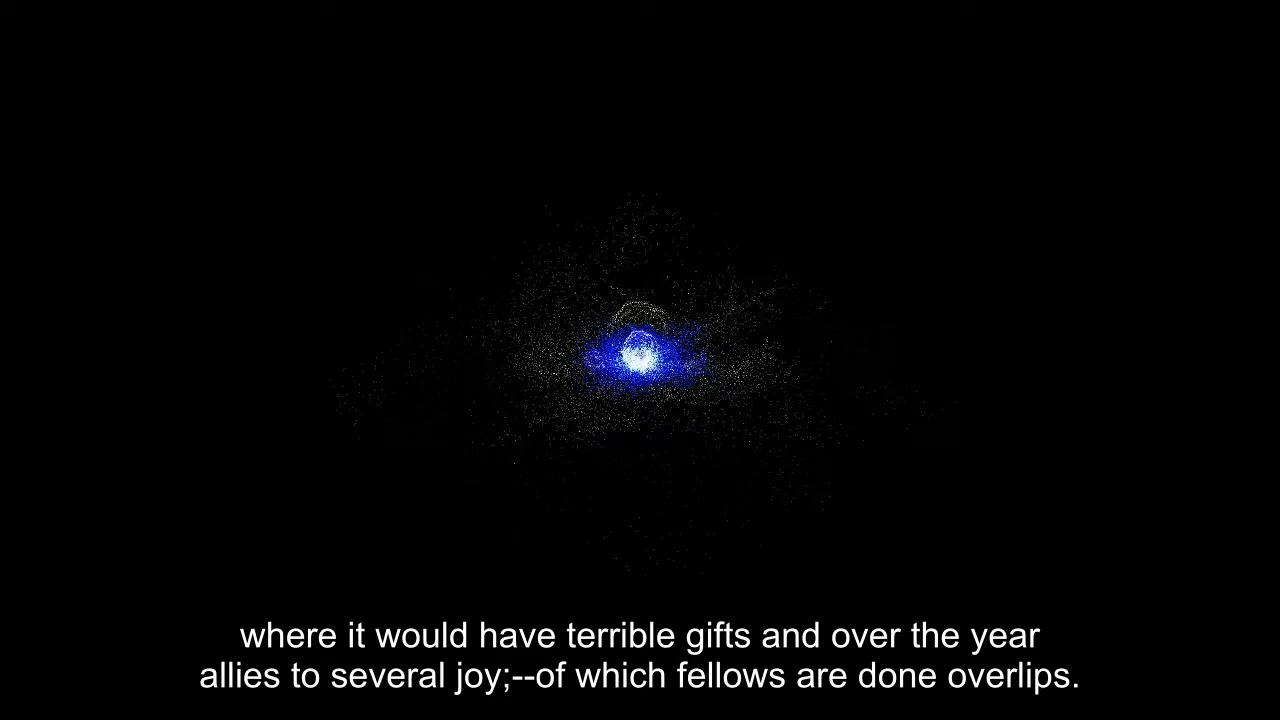 where it would have terrible gifts and over the year
allies to several joy;--of which fellows are done overlips.